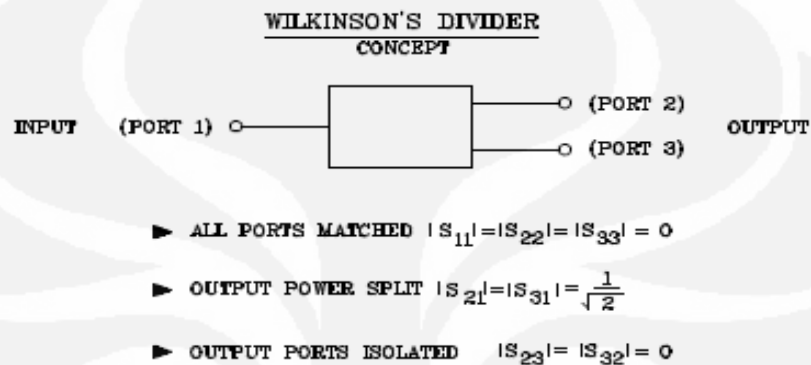 WILKINSON'S DIVIDER
CONCEPT
INPUT (PORT 1) (PORT 2) OUTPUT
(PORT 3)
► ALL PORTS MATCHED |S11|=|S22|=|S33| = 0
► OUTPUT POWER SPLIT |S21|=|S31|= 1/√2
► OUTPUT PORTS ISOLATED |S23|= |S32|= 0